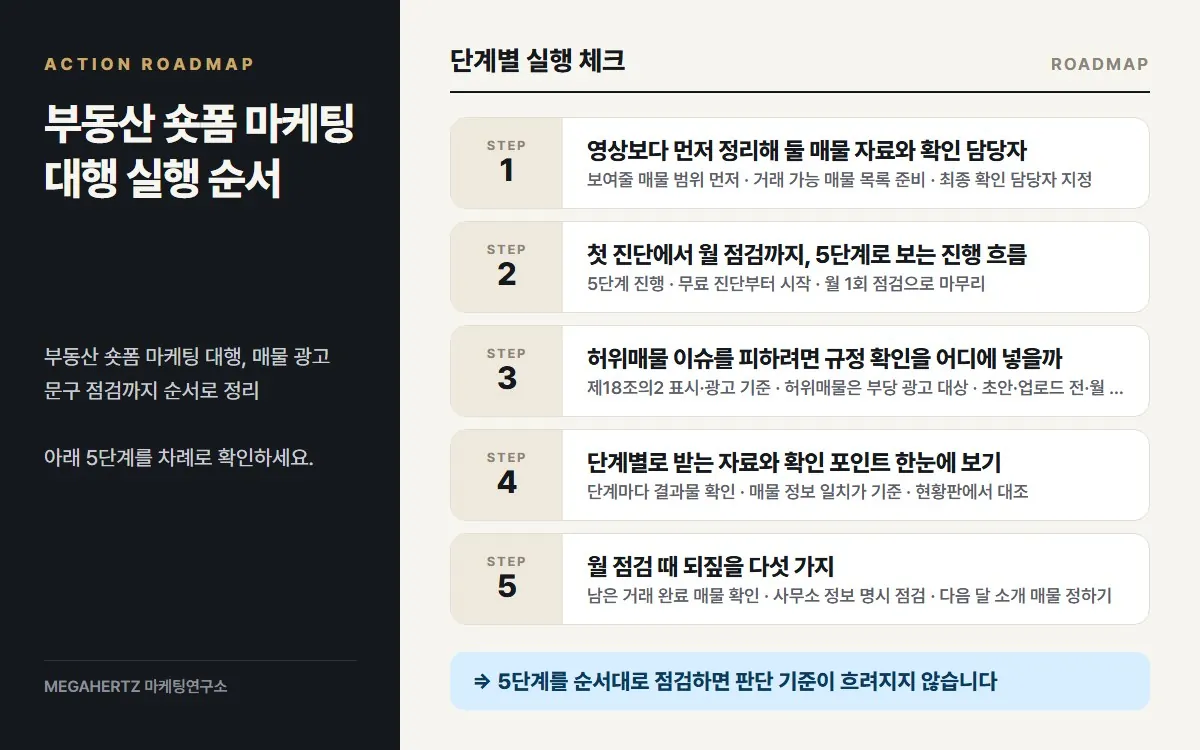 ACTION ROADMAP
부동산 숏폼 마케팅
대행 실행 순서
부동산 숏폼 마케팅 대행, 매물 광고
문구 점검까지 순서로 정리
아래 5단계를 차례로 확인하세요.
MEGAHERTZ 마케팅연구소
단계별 실행 체크
ROADMAP
STEP
1
영상보다 먼저 정리해 둘 매물 자료와 확인 담당자
보여줄 매물 범위 먼저 · 거래 가능 매물 목록 준비 · 최종 확인 담당자 지정
STEP
2
첫 진단에서 월 점검까지, 5단계로 보는 진행 흐름
5단계 진행 · 무료 진단부터 시작 · 월 1회 점검으로 마무리
STEP
3
허위매물 이슈를 피하려면 규정 확인을 어디에 넣을까
제18조의2 표시·광고 기준 · 허위매물은 부당 광고 대상 · 초안·업로드 전·월 ...
STEP
4
단계별로 받는 자료와 확인 포인트 한눈에 보기
단계마다 결과물 확인 · 매물 정보 일치가 기준 · 현황판에서 대조
STEP
5
월 점검 때 되짚을 다섯 가지
남은 거래 완료 매물 확인 · 사무소 정보 명시 점검 · 다음 달 소개 매물 정하기
→ 5단계를 순서대로 점검하면 판단 기준이 흐려지지 않습니다